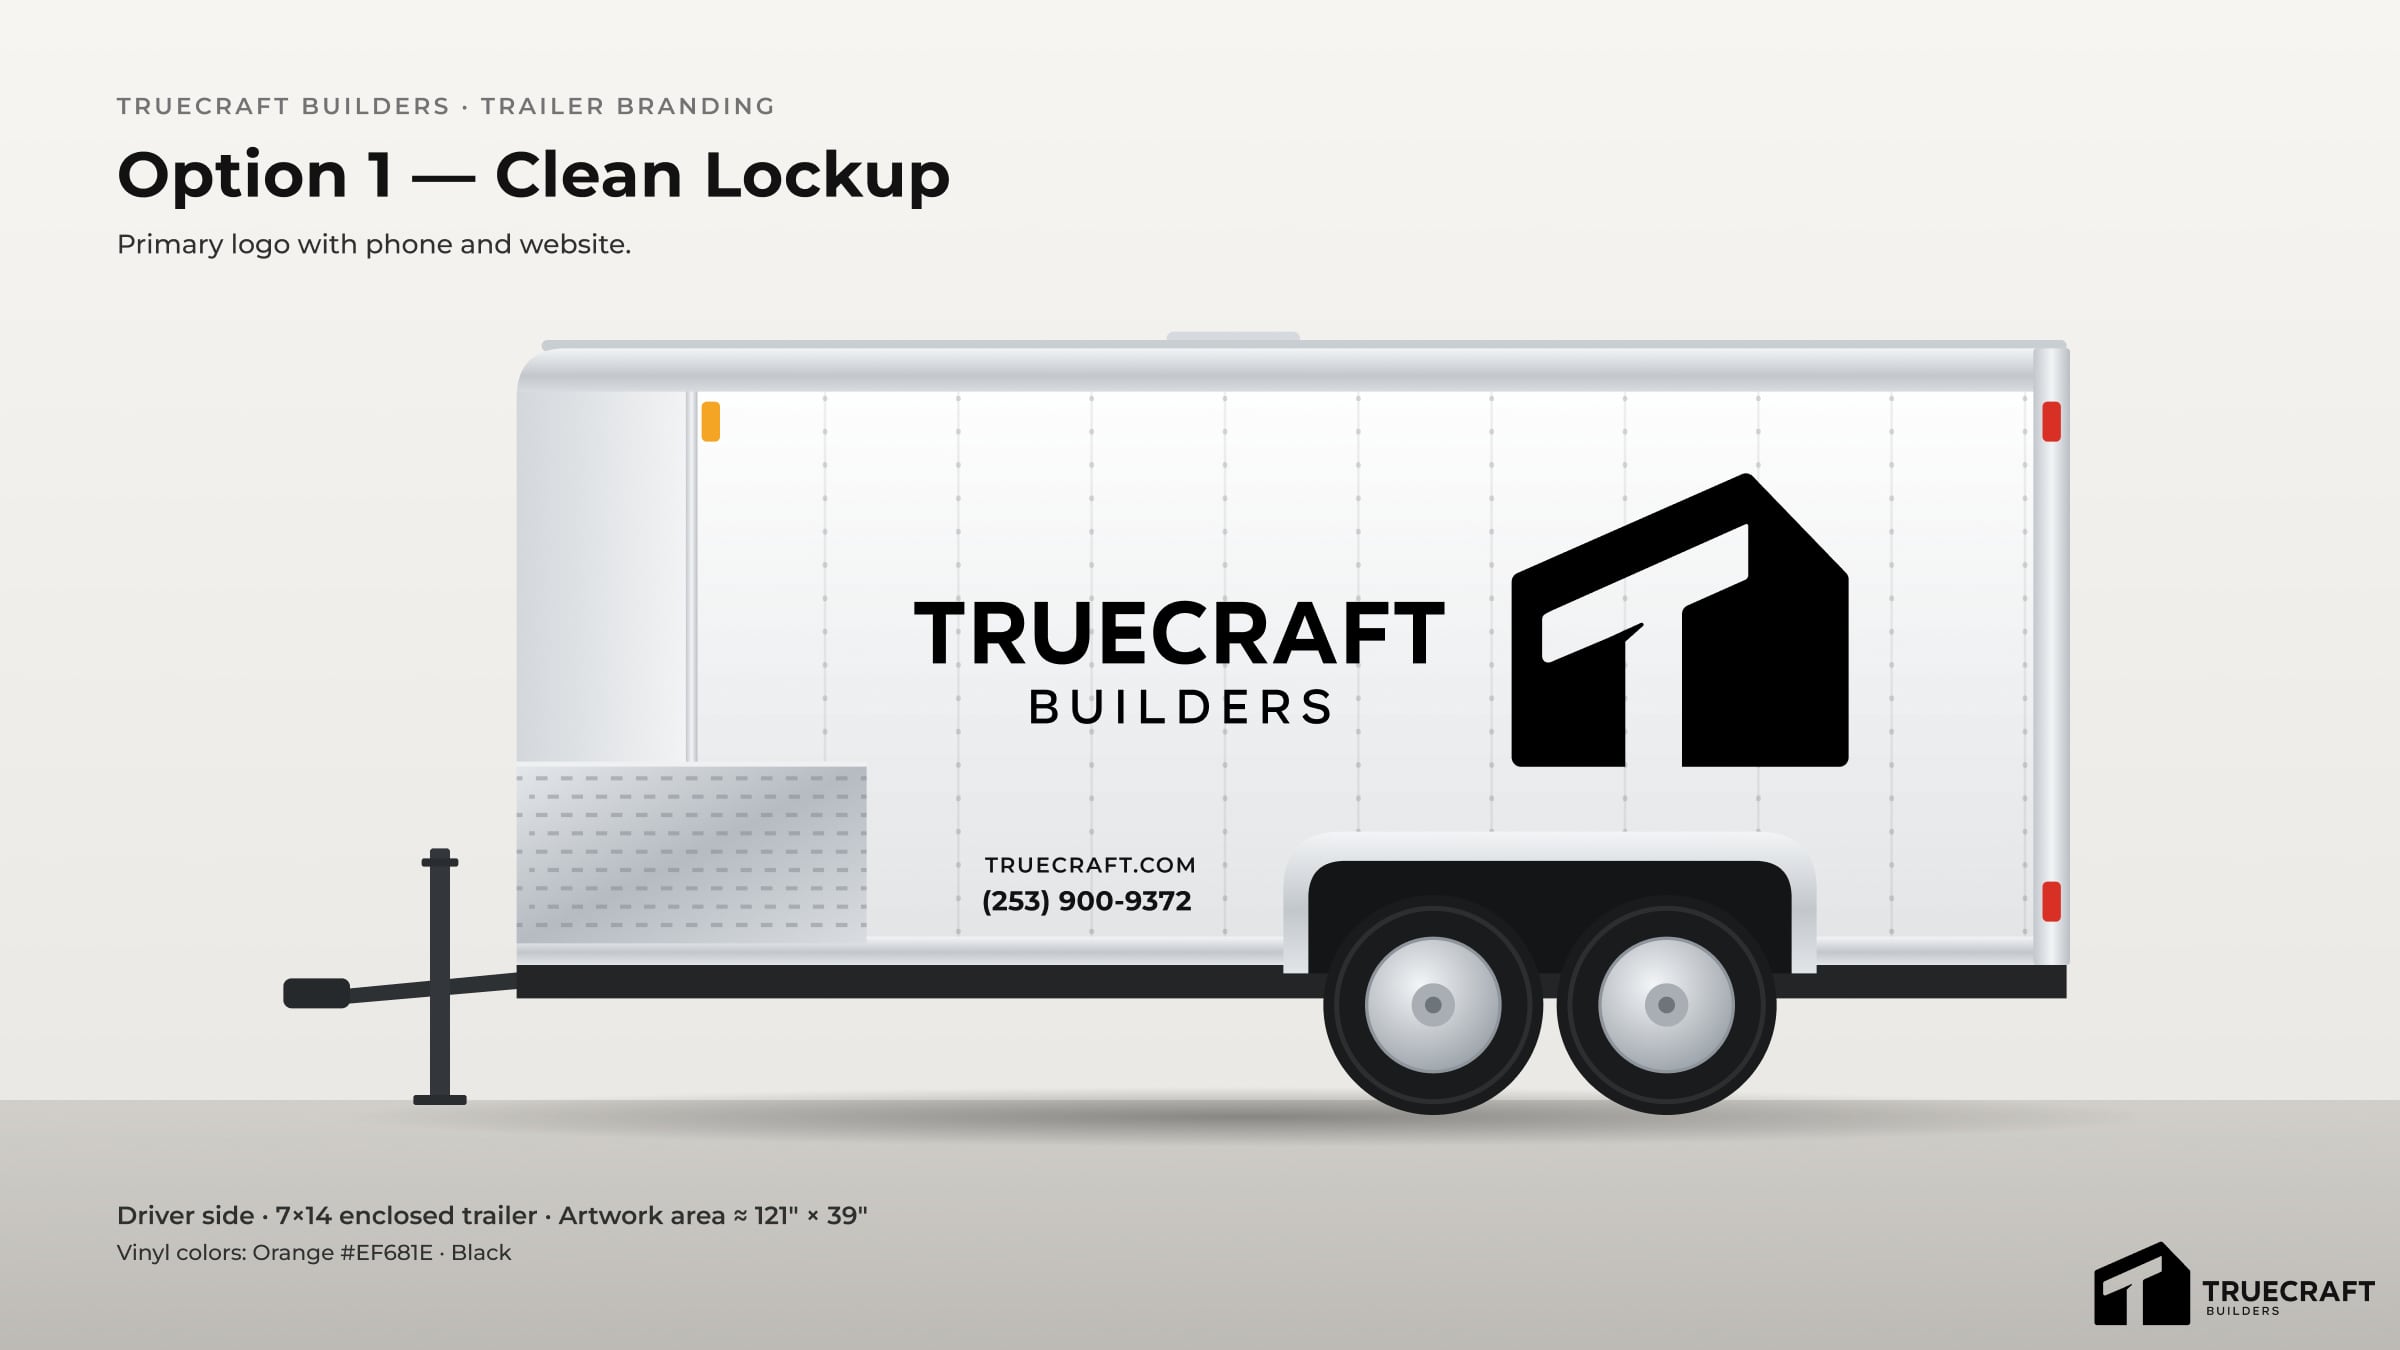 TRUECRAFT BUILDERS · TRAILER BRANDING
Option 1 — Clean Lockup
Primary logo with phone and website.
TRUECRAFT
BUILDERS
TRUECRAFT.COM
(253) 900-9372
Driver side · 7×14 enclosed trailer · Artwork area ≈ 121" × 39"
Vinyl colors: Orange #EF681E · Black
TRUECRAFT
BUILDERS